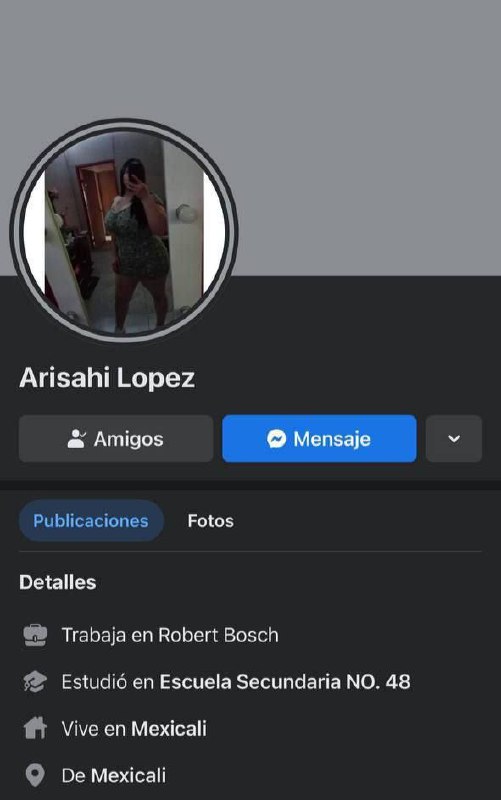 Arisahi Lopez
Amigos
Mensaje
Publicaciones
Fotos
Detalles
Trabaja en Robert Bosch
Estudió en Escuela Secundaria NO. 48
Vive en Mexicali
De Mexicali